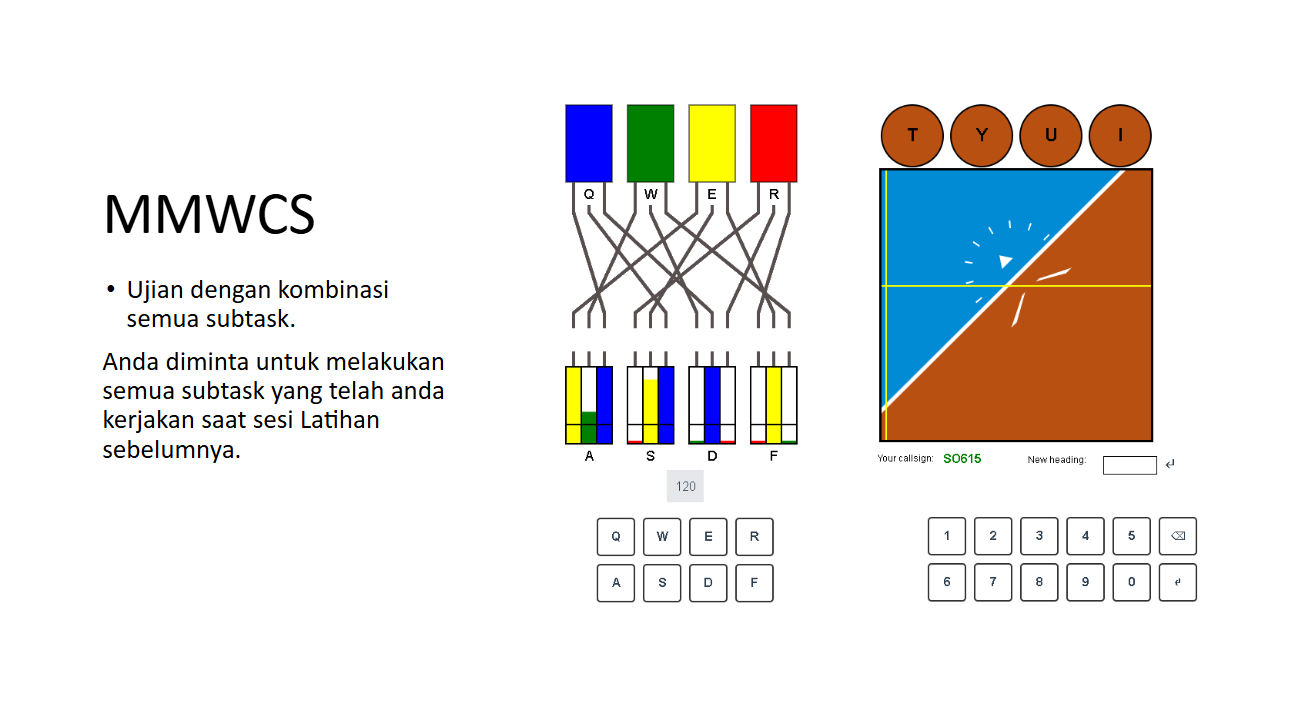 MMWCS
• Ujian dengan kombinasi
semua subtask.
Anda diminta untuk melakukan
semua subtask yang telah anda
kerjakan saat sesi Latihan
sebelumnya.
Q W E R
A S D F
120
Q W E R
A S D F
T Y U I
Your callsign: SO615 New heading: ↵
1 2 3 4 5 ⌫
6 7 8 9 0 ↵